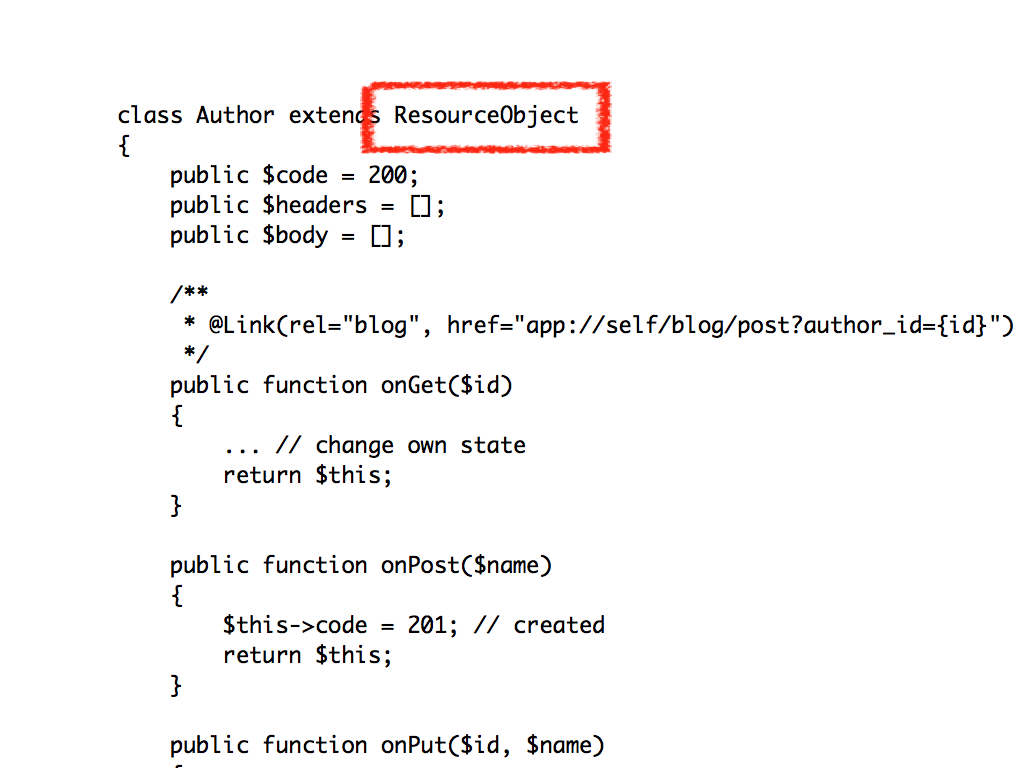 class Author extends ResourceObject
{
    public $code = 200;
    public $headers = [];
    public $body = [];

    /**
     * @Link(rel="blog", href="app://self/blog/post?author_id={id}")
     */
    public function onGet($id)
    {
        ... // change own state
        return $this;
    }

    public function onPost($name)
    {
        $this->code = 201; // created
        return $this;
    }

    public function onPut($id, $name)